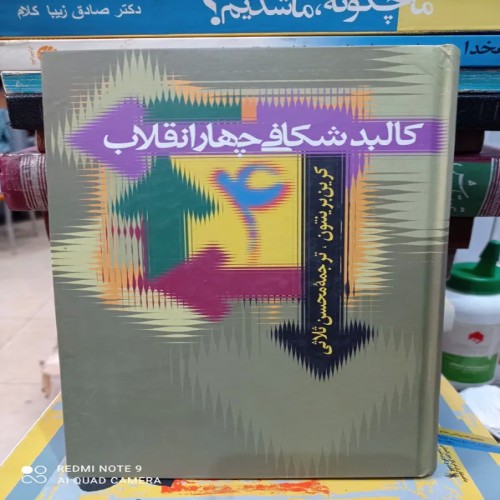 ما چگونه، ما شدیم؟
دکتر صادق زیبا کلام
کالبد شکافی چهار انقلاب
۴
کرین برینتون . ترجمهٔ محسن ثلاثی
REDMI NOTE 9
AI QUAD CAMERA